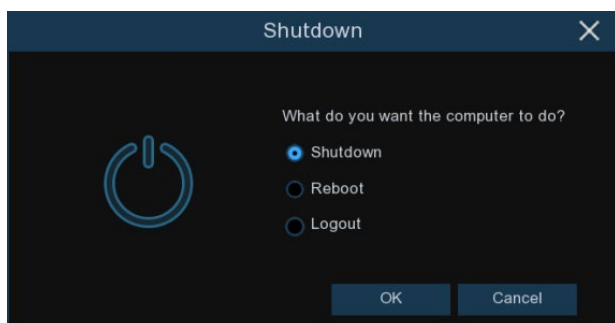 Shutdown
What do you want the computer to do?
Shutdown
Reboot
Logout
OK
Cancel